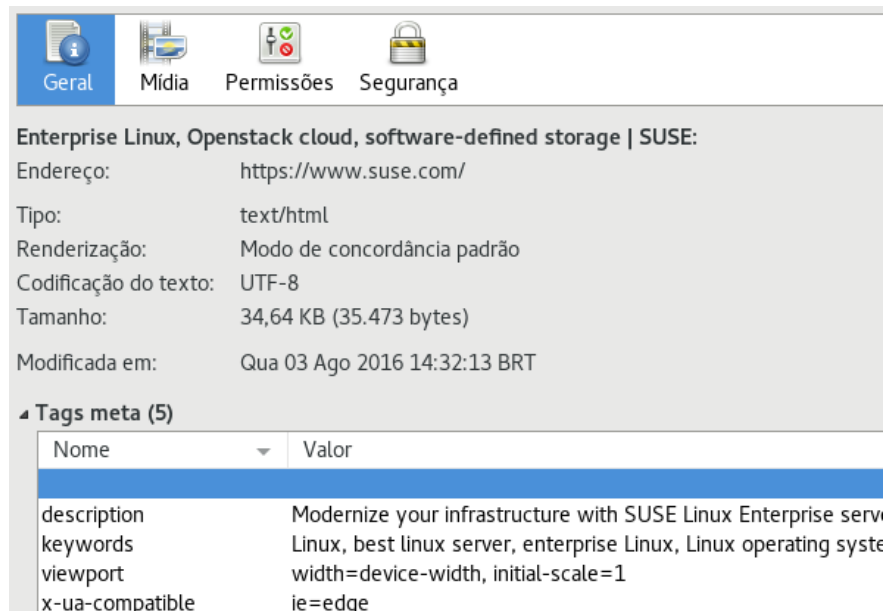 Geral Mídia Permissões Segurança
Enterprise Linux, Openstack cloud, software-defined storage | SUSE:
Endereço: https://www.suse.com/
Tipo: text/html
Renderização: Modo de concordância padrão
Codificação do texto: UTF-8
Tamanho: 34,64 KB (35.473 bytes)
Modificada em: Qua 03 Ago 2016 14:32:13 BRT
Tags meta (5)
Nome Valor
description Modernize your infrastructure with SUSE Linux Enterprise
keywords Linux, best linux server, enterprise Linux, Linux operating
viewport width=device-width, initial-scale=1
x-ua-compatible ie=edge